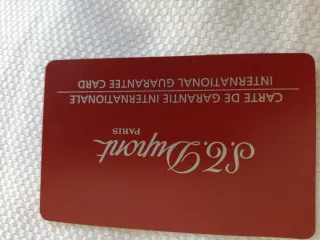 S.T. Dupont
PARIS
CARTE DE GARANTIE INTERNATIONALE
INTERNATIONAL GUARANTEE CARD